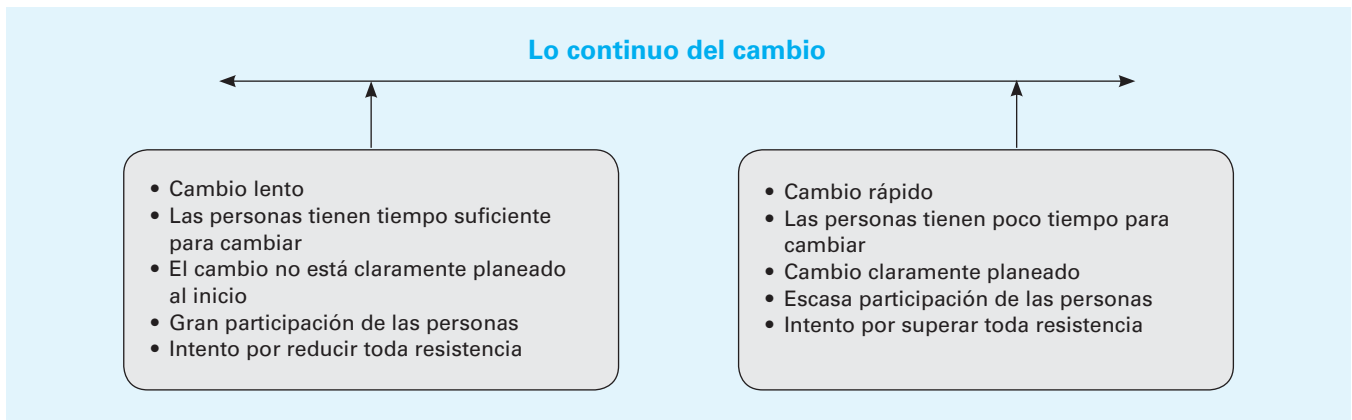 Lo continuo del cambio
• Cambio lento
• Las personas tienen tiempo suficiente
para cambiar
• El cambio no está claramente planeado
al inicio
• Gran participación de las personas
• Intento por reducir toda resistencia
• Cambio rápido
• Las personas tienen poco tiempo para
cambiar
• Cambio claramente planeado
• Escasa participación de las personas
• Intento por superar toda resistencia